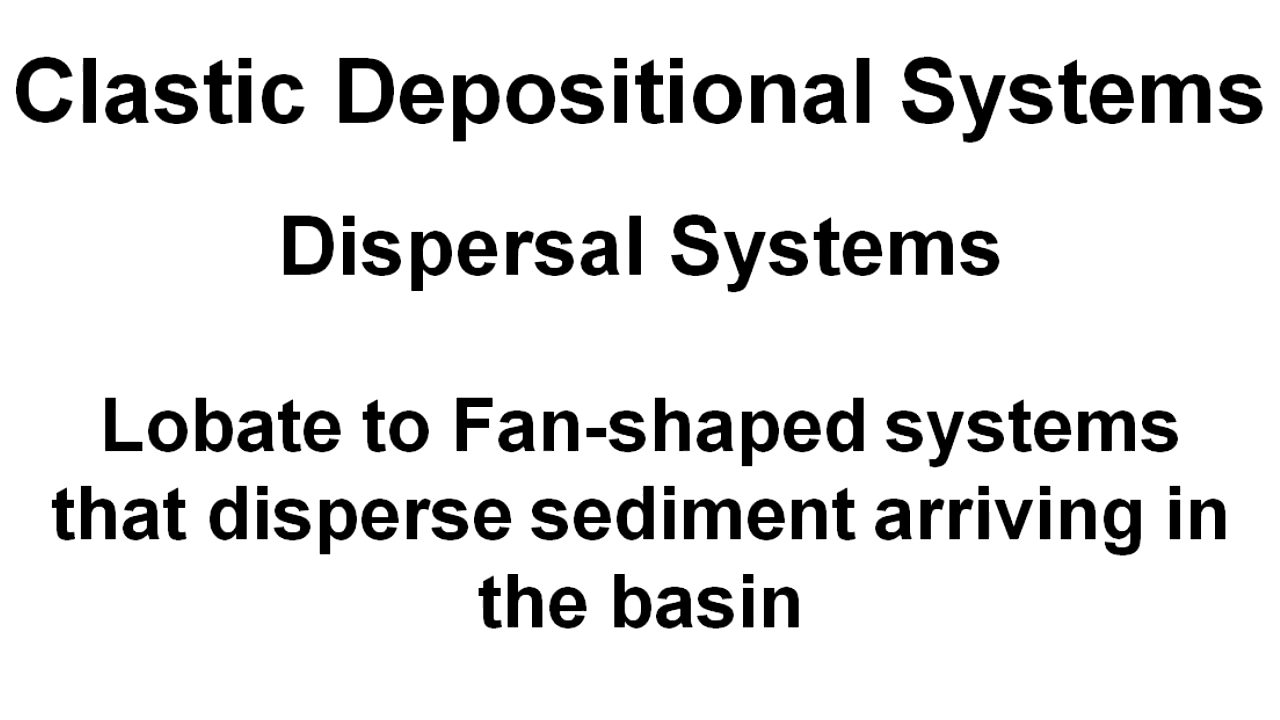 Clastic Depositional Systems
Dispersal Systems
Lobate to Fan-shaped systems
that disperse sediment arriving in
the basin